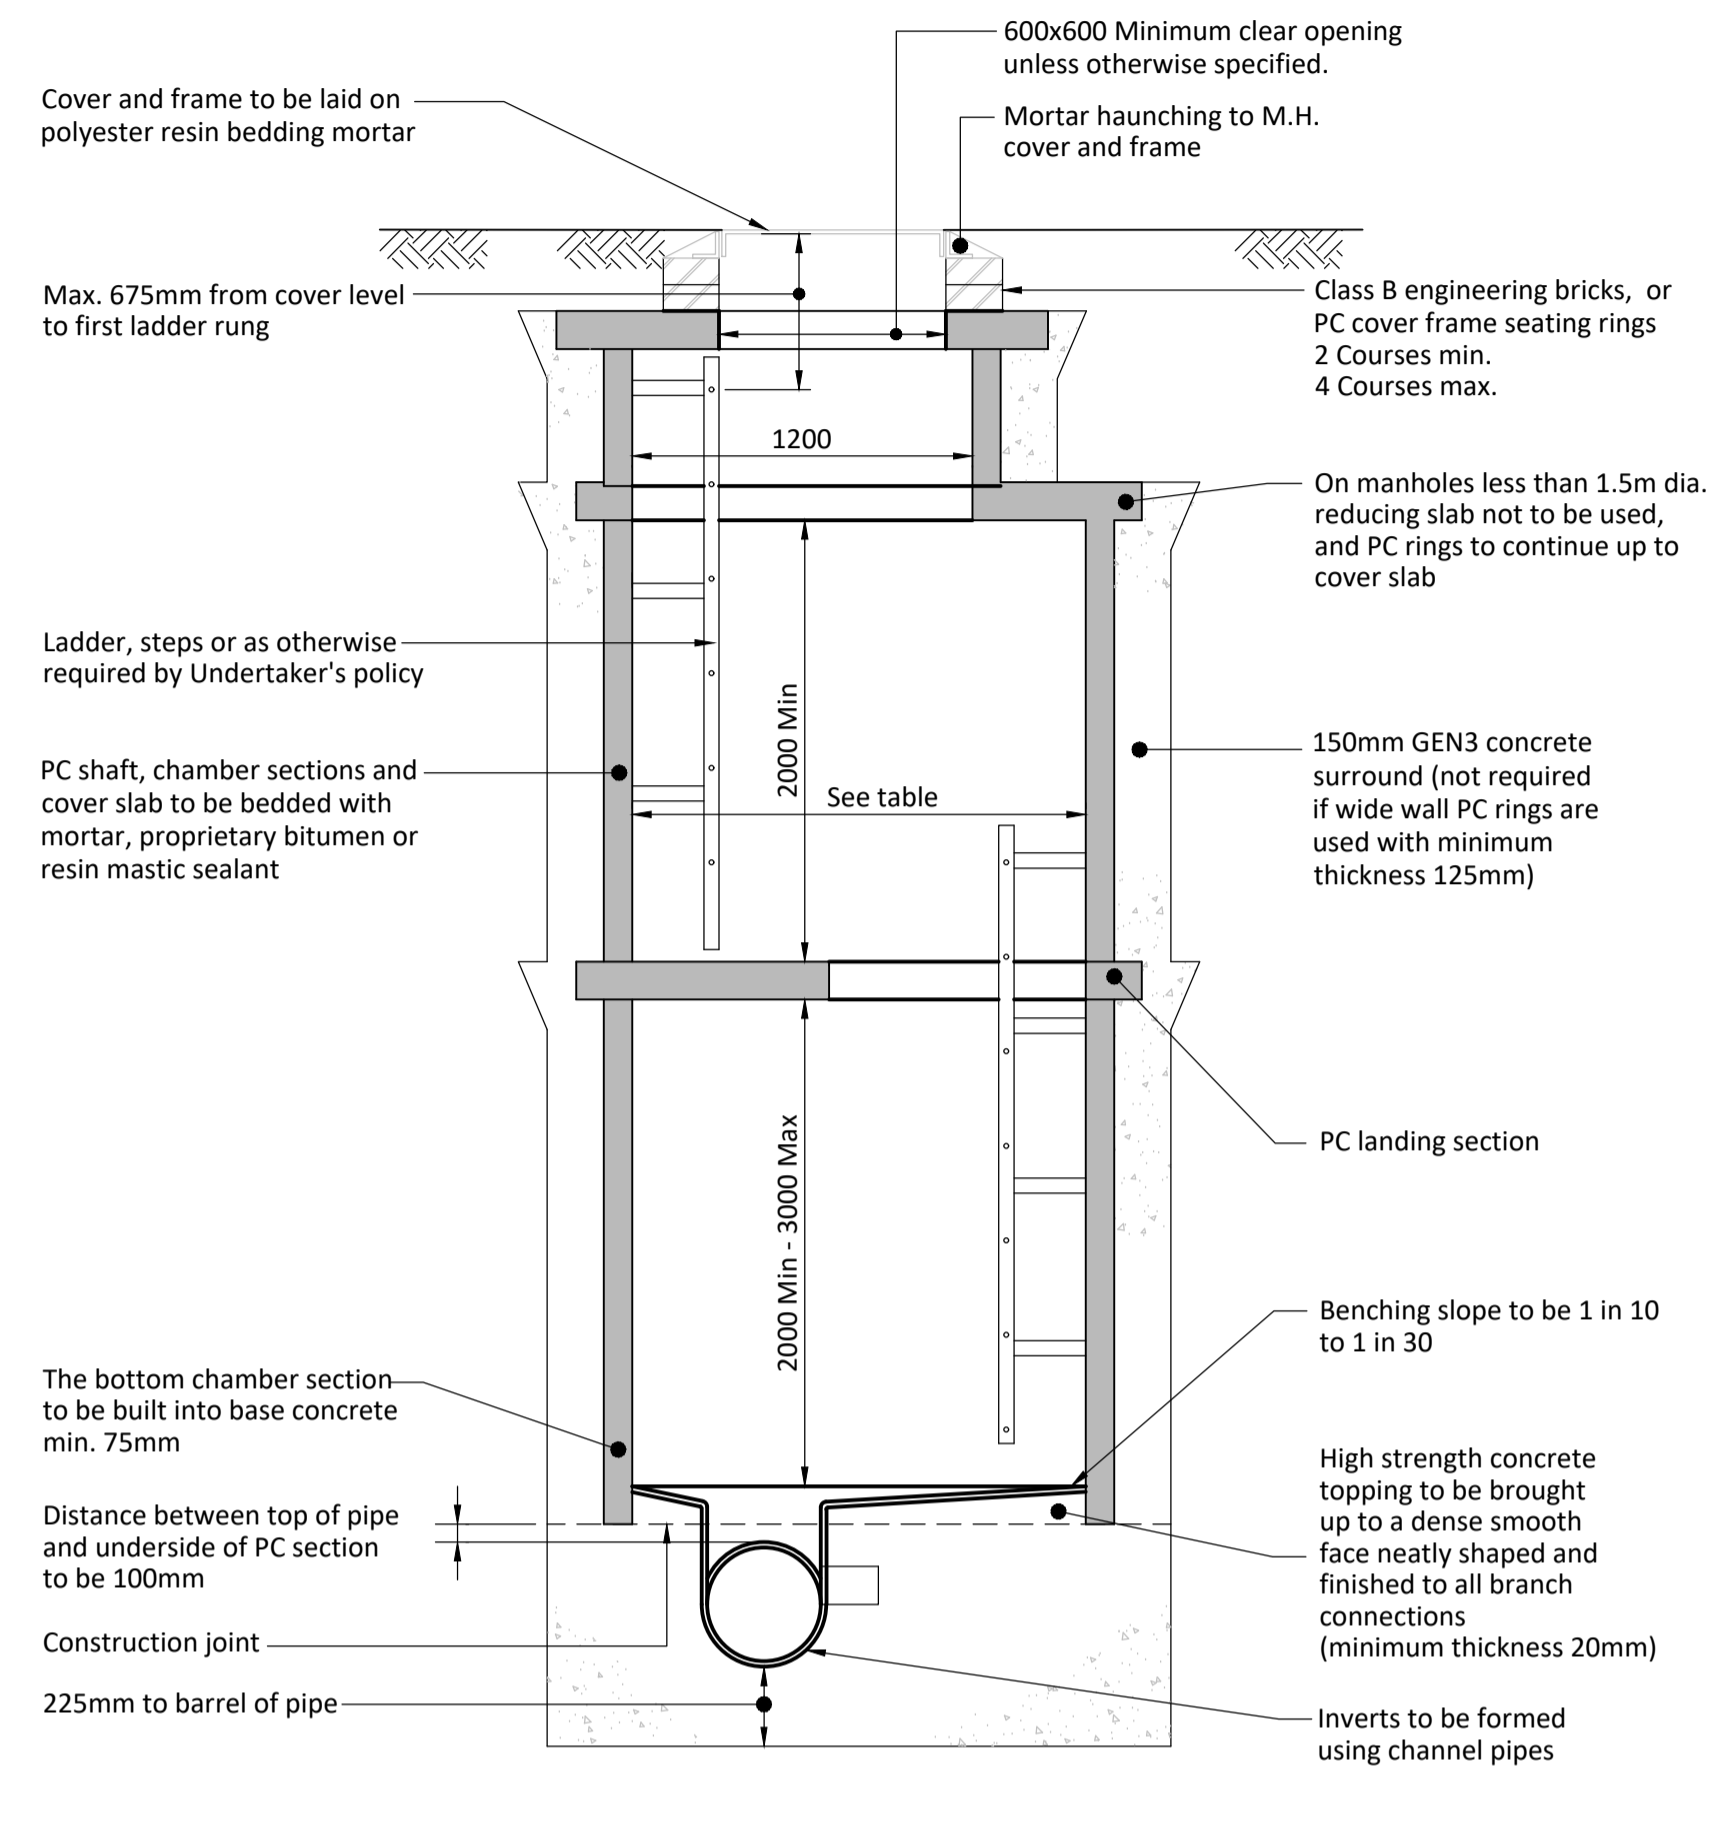 600x600 Minimum clear opening
unless otherwise specified.
Cover and frame to be laid on
polyester resin bedding mortar
Mortar haunching to M.H.
cover and frame
Max. 675mm from cover level
to first ladder rung
Class B engineering bricks, or
PC cover frame seating rings
2 Courses min.
4 Courses max.
1200
On manholes less than 1.5m dia.
reducing slab not to be used,
and PC rings to continue up to
cover slab
Ladder, steps or as otherwise
required by Undertaker's policy
2000 Min
See table
PC shaft, chamber sections and
cover slab to be bedded with
mortar, proprietary bitumen or
resin mastic sealant
150mm GEN3 concrete
surround (not required
if wide wall PC rings are
used with minimum
thickness 125mm)
PC landing section
2000 Min - 3000 Max
Benching slope to be 1 in 10
to 1 in 30
The bottom chamber section
to be built into base concrete
min. 75mm
High strength concrete
topping to be brought
up to a dense smooth
face neatly shaped and
finished to all branch
connections
(minimum thickness 20mm)
Distance between top of pipe
and underside of PC section
to be 100mm
Construction joint
225mm to barrel of pipe
Inverts to be formed
using channel pipes